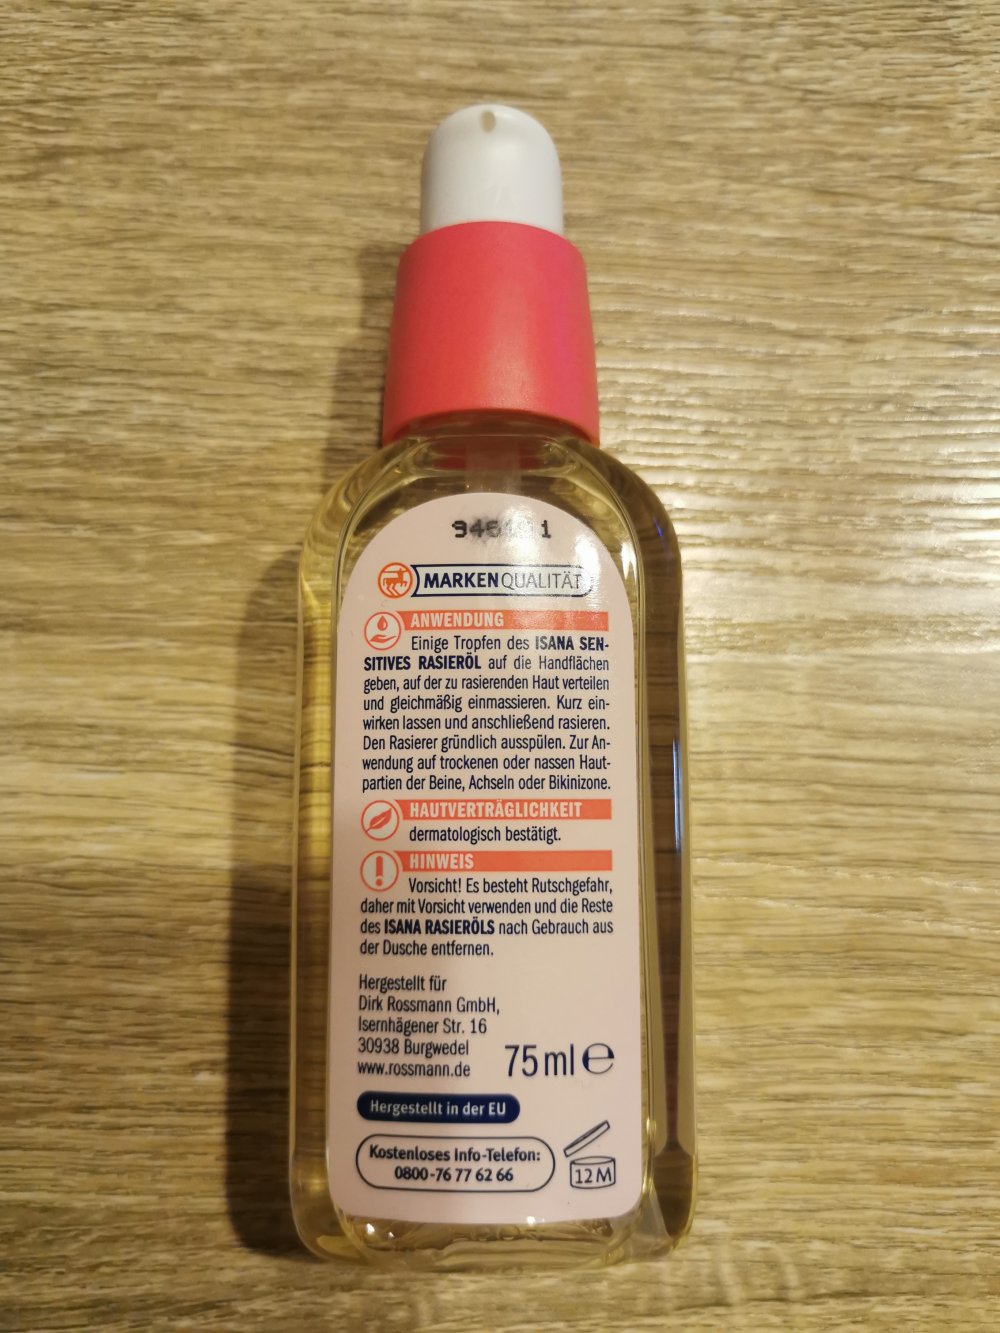 MARKENQUALITÄT
ANWENDUNG
Einige Tropfen des ISANA SEN-
SITIVES RASIERÖL auf die Handflächen
geben, auf der zu rasierenden Haut verteilen
und gleichmäßig einmassieren. Kurz ein-
wirken lassen und anschließend rasieren.
Den Rasierer gründlich ausspülen. Zur An-
wendung auf trockenen oder nassen Haut-
partien der Beine, Achseln oder Bikinizone.
HAUTVERTRÄGLICHKEIT
dermatologisch bestätigt.
HINWEIS
Vorsicht! Es besteht Rutschgefahr,
daher mit Vorsicht verwenden und die Reste
des ISANA RASIERÖLS nach Gebrauch aus
der Dusche entfernen.
Hergestellt für
Dirk Rossmann GmbH,
Isernhägener Str. 16
30938 Burgwedel
www.rossmann.de
75 ml e
Hergestellt in der EU
Kostenloses Info-Telefon:
0800-76 77 62 66
12 M